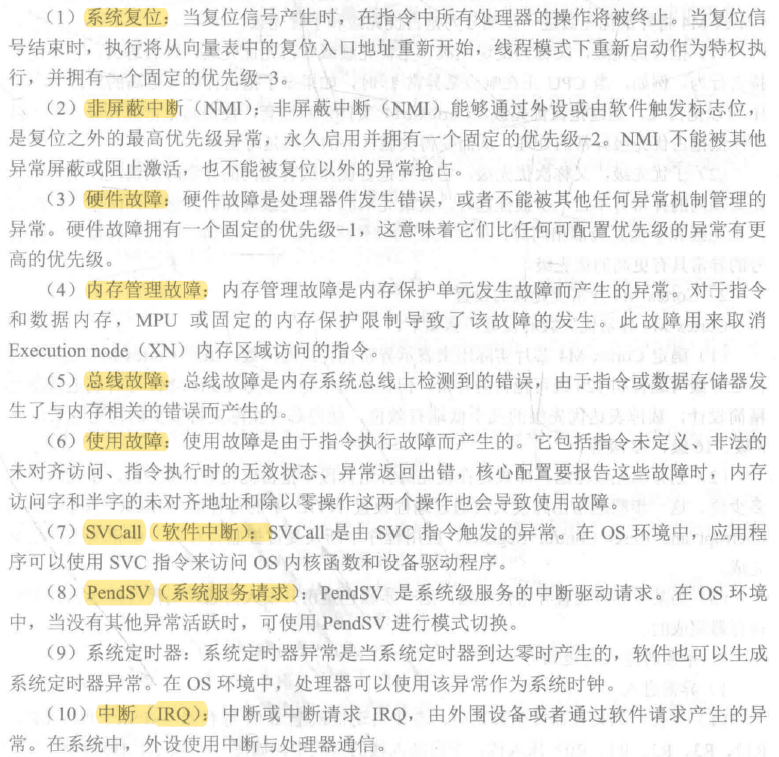 （1）系统复位：当复位信号产生时，在指令中所有处理器的操作将被终止。当复位信
号结束时，执行将从向量表中的复位入口地址重新开始，线程模式下重新启动作为特权执
行，并拥有一个固定的优先级-3。
（2）非屏蔽中断（NMI）：非屏蔽中断（NMI）能够通过外设或由软件触发标志位，
是复位之外的最高优先级异常，永久启用并拥有一个固定的优先级-2。NMI 不能被其他
异常屏蔽或阻止激活，也不能被复位以外的异常抢占。
（3）硬件故障：硬件故障是处理器件发生错误，或者不能被其他任何异常机制管理的
异常。硬件故障拥有一个固定的优先级-1，这意味着它们比任何可配置优先级的异常有更
高的优先级。
（4）内存管理故障：内存管理故障是内存保护单元发生故障而产生的异常。对于指令
和数据内存，MPU 或固定的内存保护限制导致了该故障的发生。此故障用来取消
Execution node（XN）内存区域访问的指令。
（5）总线故障：总线故障是内存系统总线上检测到的错误，由于指令或数据存储器发
生了与内存相关的错误而产生的。
（6）使用故障：使用故障是由于指令执行故障而产生的。它包括指令未定义、非法的
未对齐访问、指令执行时的无效状态、异常返回出错，核心配置要报告这些故障时，内存
访问字和半字的未对齐地址和除以零操作这两个操作也会导致使用故障。
（7）SVCall（软件中断）：SVCall 是由 SVC 指令触发的异常。在 OS 环境中，应用程
序可以使用 SVC 指令来访问 OS 内核函数和设备驱动程序。
（8）PendSV（系统服务请求）：PendSV 是系统级服务的中断驱动请求。在 OS 环境
中，当没有其他异常活跃时，可使用 PendSV 进行模式切换。
（9）系统定时器：系统定时器异常是当系统定时器到达零时产生的，软件也可以生成
系统定时器异常。在 OS 环境中，处理器可以使用该异常作为系统时钟。
（10）中断（IRQ）：中断或中断请求 IRQ，由外围设备或者通过软件请求产生的异
常。在系统中，外设使用中断与处理器通信。